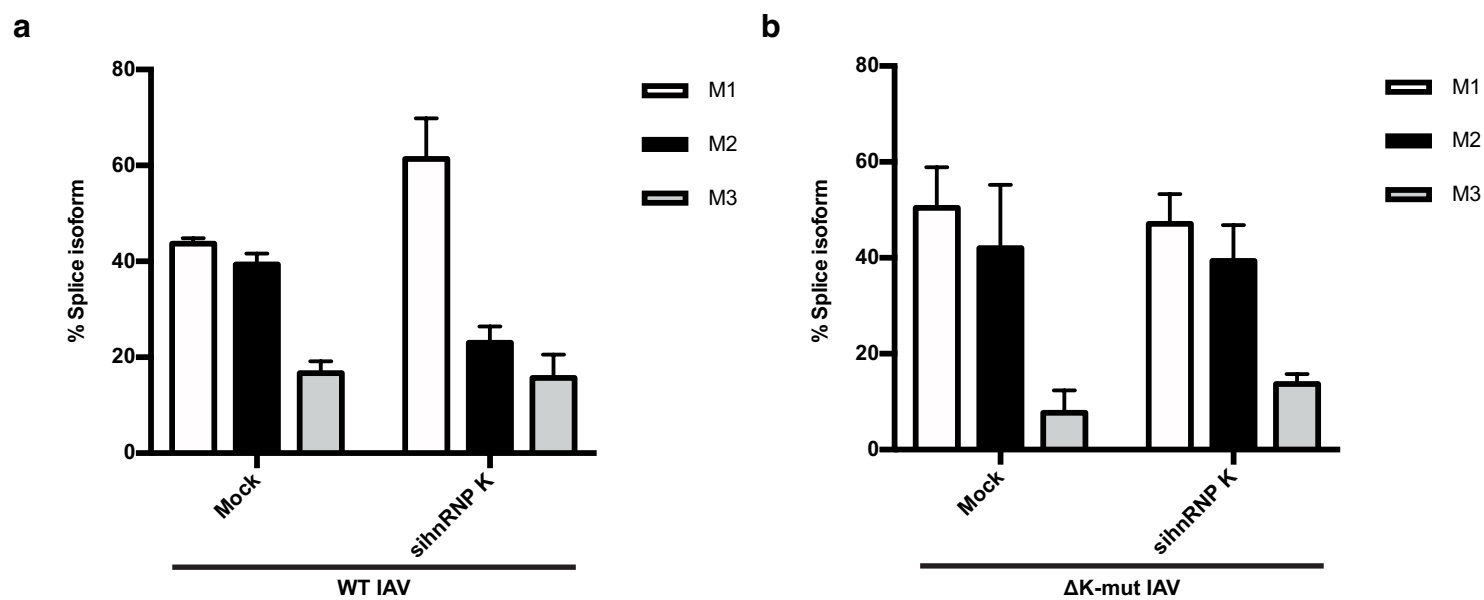 a
80
60
40
20
0
% Splice isoform
Mock
sihnRNP K
WT IAV
M1
M2
M3
b
80
60
40
20
0
% Splice isoform
Mock
sihnRNP K
ΔK-mut IAV
M1
M2
M3